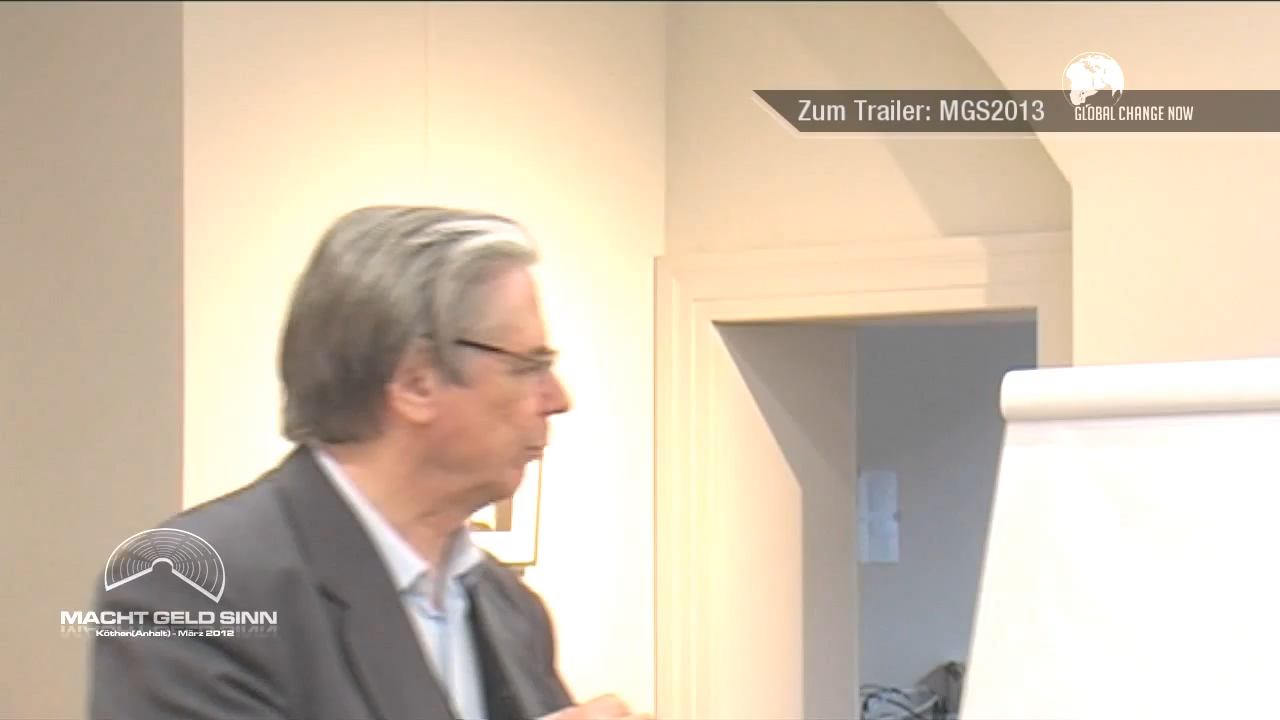 Zum Trailer: MGS2013
GLOBAL CHANGE NOW
MACHT GELD SINN
Köthen(Anhalt) - März 2012